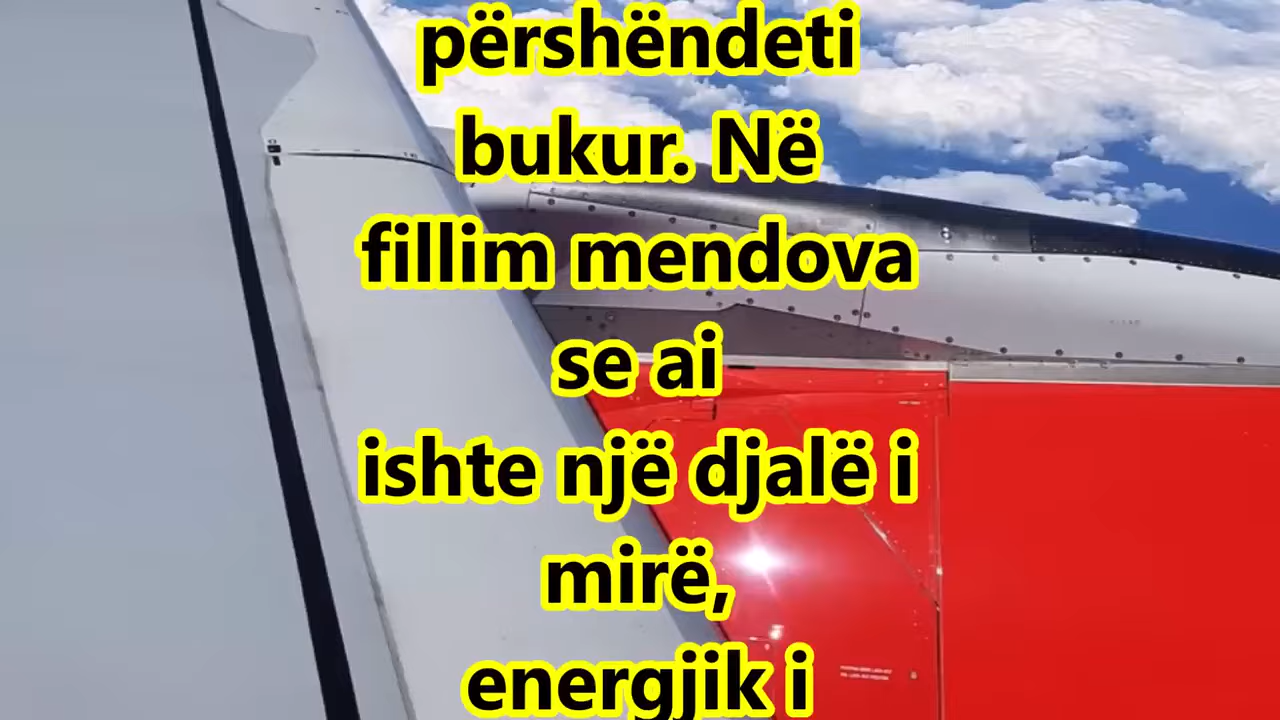 përshëndeti
bukur. Në
fillim mendova
se ai
ishte një djalë i
mirë,
energjik i